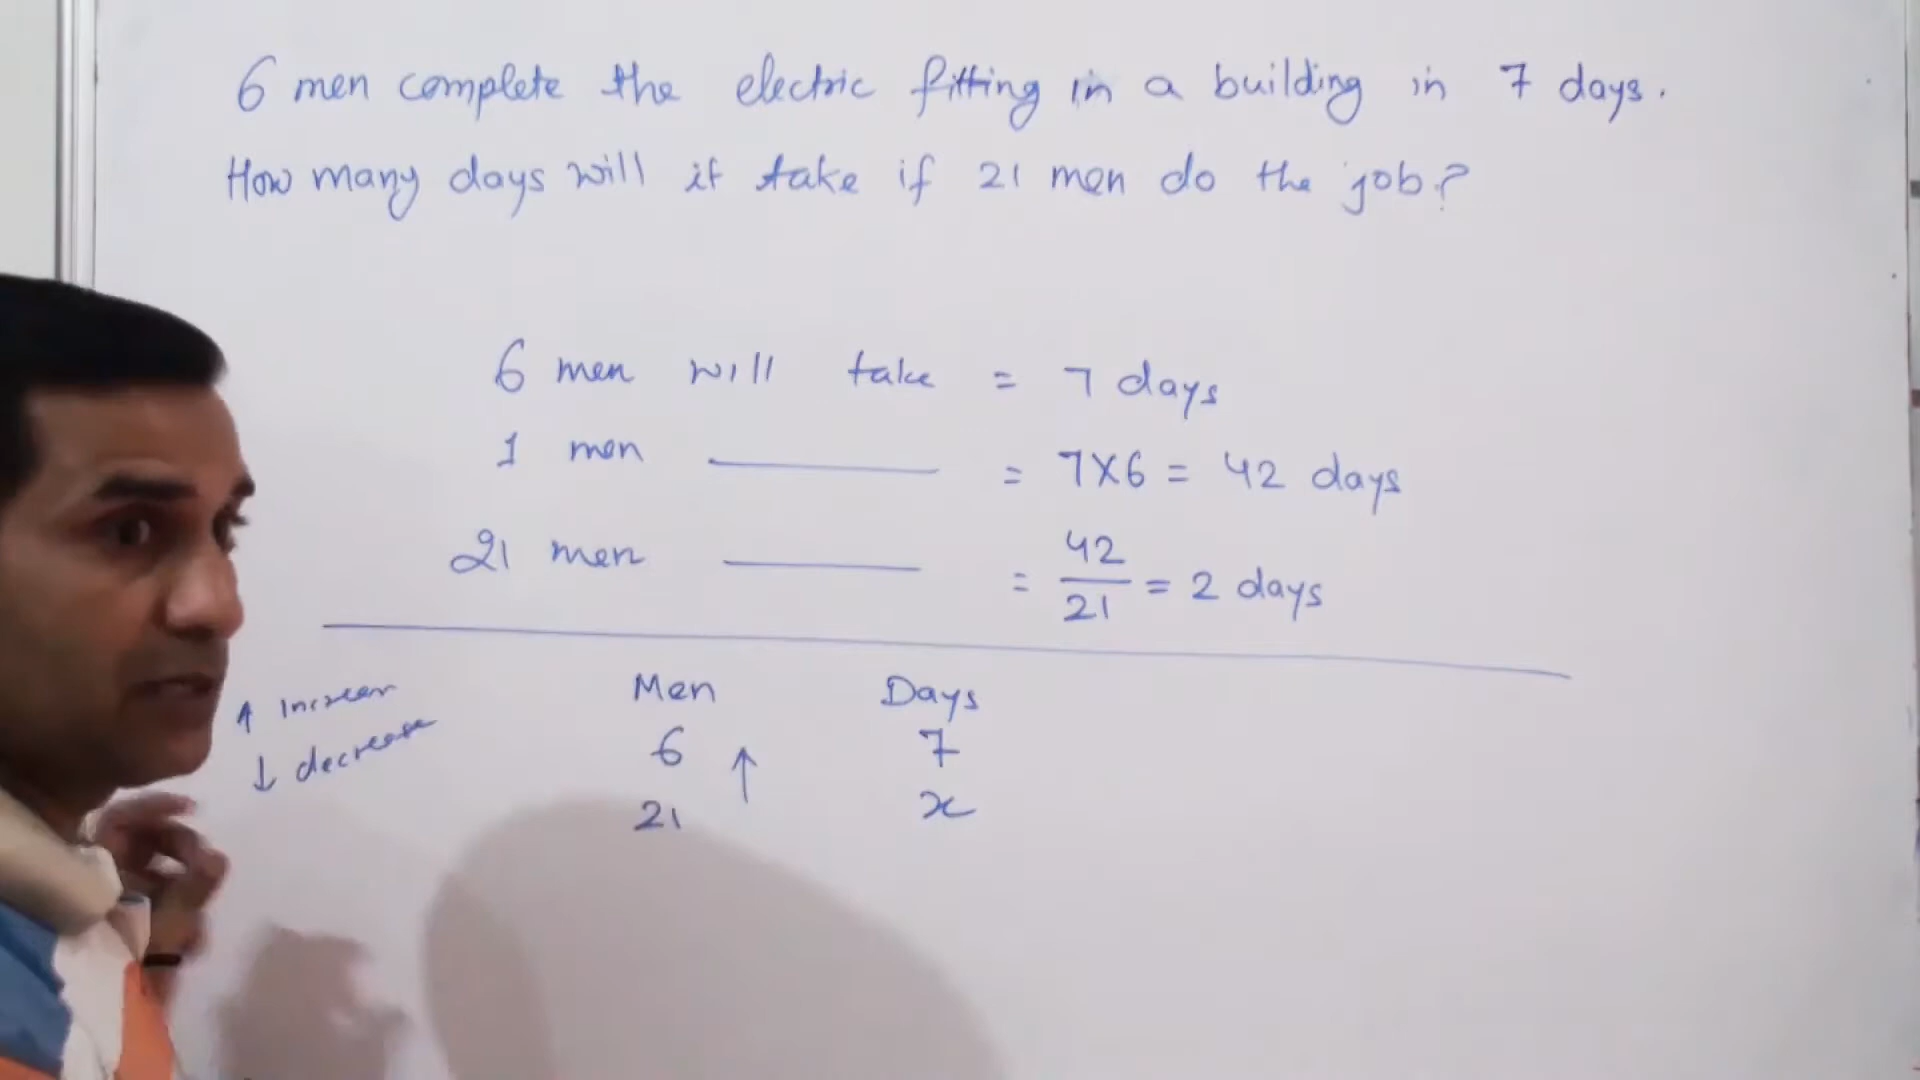 6 men complete the electric fitting in a building in 7 days.
How many days will it take if 21 men do the job?
6 men will take = 7 days
1 men = 7X6 = 42 days
21 men = 42/21 = 2 days
↑ increase
↓ decrease
Men Days
6 ↑ 7
21 x